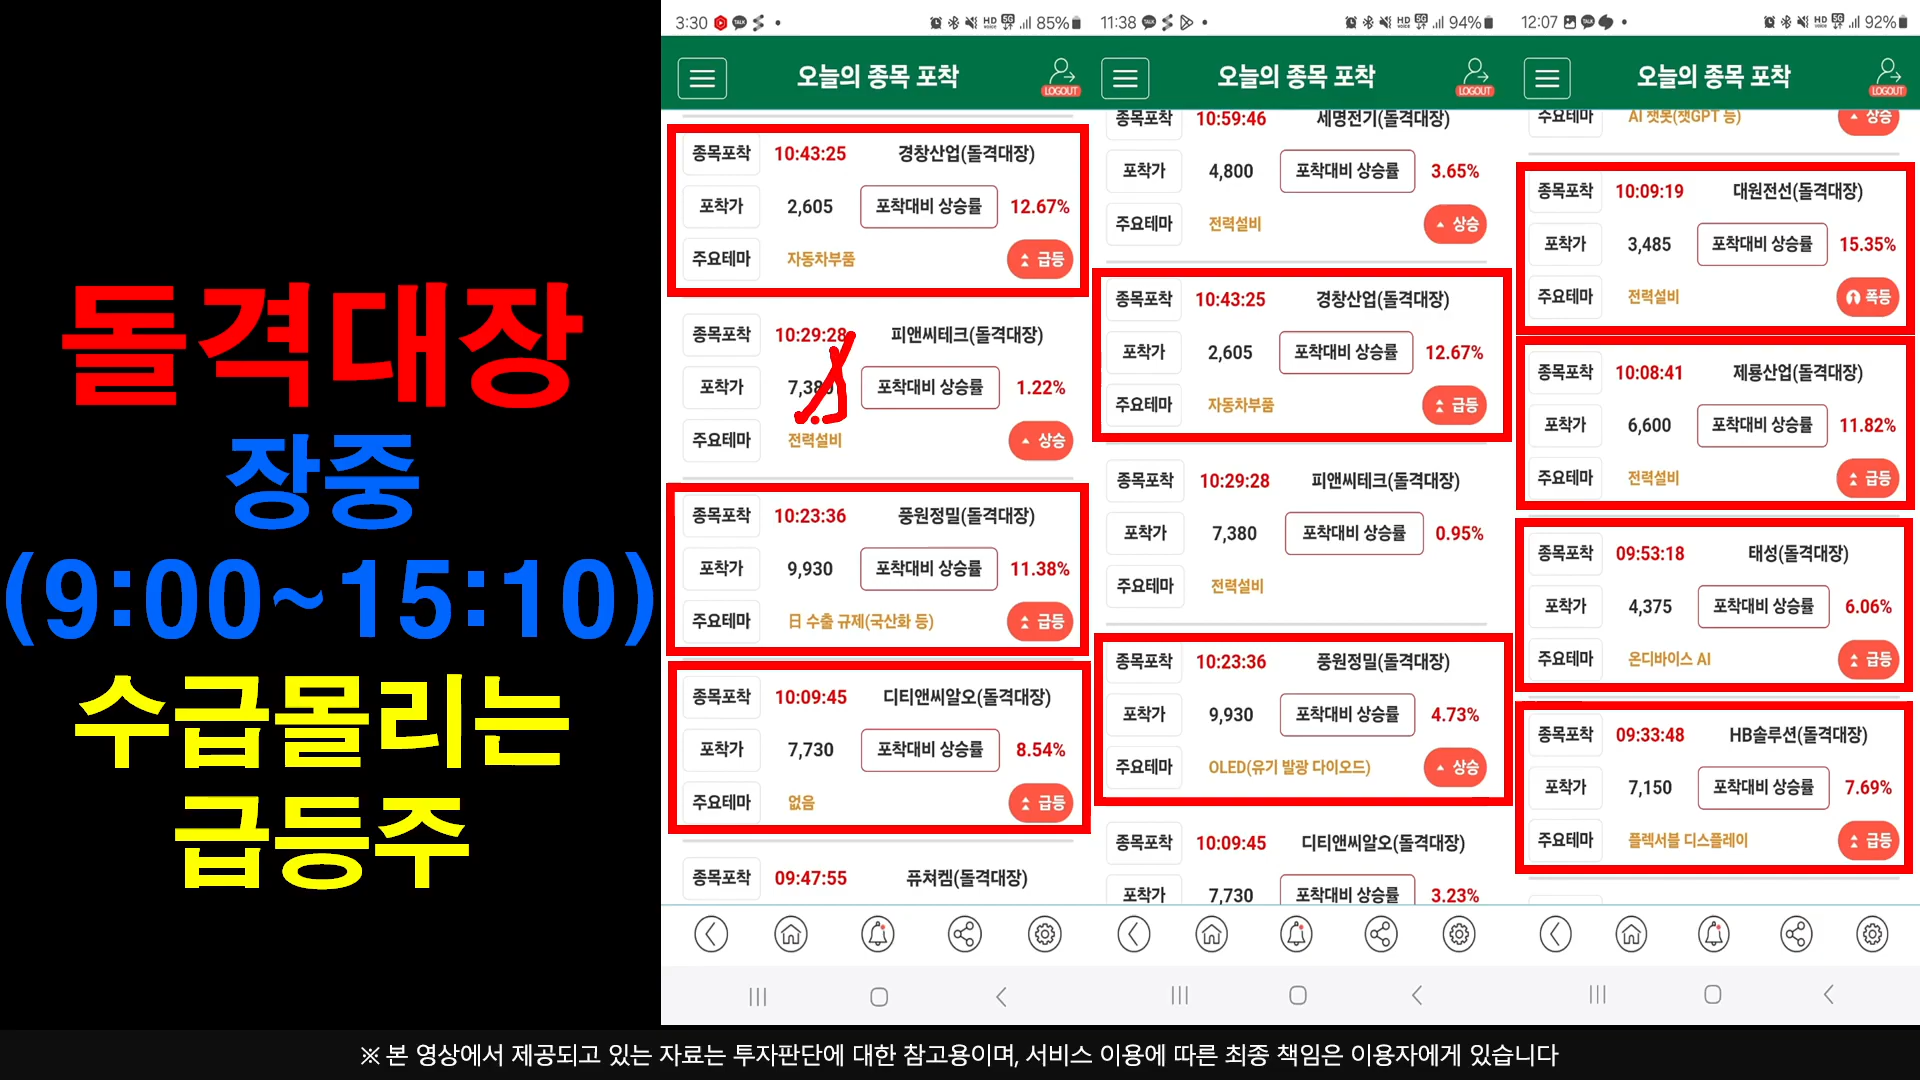 돌격대장
장중
(9:00~15:10)
수급몰리는
급등주
3:30 85%
오늘의 종목 포착
LOGOUT
종목포착 10:43:25 경창산업(돌격대장)
포착가 2,605 포착대비 상승률 12.67%
주요테마 자동차부품 급등
종목포착 10:29:28 피앤씨테크(돌격대장)
포착가 7,380 포착대비 상승률 1.22%
주요테마 전력설비 상승
종목포착 10:23:36 풍원정밀(돌격대장)
포착가 9,930 포착대비 상승률 11.38%
주요테마 日 수출 규제(국산화 등) 급등
종목포착 10:09:45 디티앤씨알오(돌격대장)
포착가 7,730 포착대비 상승률 8.54%
주요테마 없음 급등
종목포착 09:47:55 퓨쳐켐(돌격대장)
11:38 94%
오늘의 종목 포착
LOGOUT
종목포착 10:59:46 세명전기(돌격대장)
포착가 4,800 포착대비 상승률 3.65%
주요테마 전력설비 상승
종목포착 10:43:25 경창산업(돌격대장)
포착가 2,605 포착대비 상승률 12.67%
주요테마 자동차부품 급등
종목포착 10:29:28 피앤씨테크(돌격대장)
포착가 7,380 포착대비 상승률 0.95%
주요테마 전력설비
종목포착 10:23:36 풍원정밀(돌격대장)
포착가 9,930 포착대비 상승률 4.73%
주요테마 OLED(유기 발광 다이오드) 상승
종목포착 10:09:45 디티앤씨알오(돌격대장)
포착가 7,730 포착대비 상승률 3.23%
12:07 92%
오늘의 종목 포착
LOGOUT
주요테마 AI 챗봇(챗GPT 등) 상승
종목포착 10:09:19 대원전선(돌격대장)
포착가 3,485 포착대비 상승률 15.35%
주요테마 전력설비 폭등
종목포착 10:08:41 제룡산업(돌격대장)
포착가 6,600 포착대비 상승률 11.82%
주요테마 전력설비 급등
종목포착 09:53:18 태성(돌격대장)
포착가 4,375 포착대비 상승률 6.06%
주요테마 온디바이스 AI 급등
종목포착 09:33:48 HB솔루션(돌격대장)
포착가 7,150 포착대비 상승률 7.69%
주요테마 플렉서블 디스플레이 급등
※ 본 영상에서 제공되고 있는 자료는 투자판단에 대한 참고용이며, 서비스 이용에 따른 최종 책임은 이용자에게 있습니다